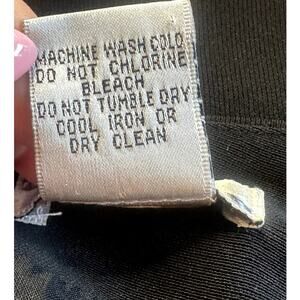 MACHINE WASH COLD
DO NOT CHLORINE
BLEACH
DO NOT TUMBLE DRY
COOL IRON OR
DRY CLEAN